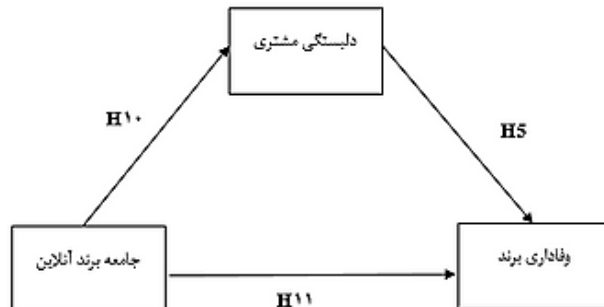 دلبستگی مشتری
H۱۰
H5
جامعه برند آنلاین
وفاداری برند
H۱۱